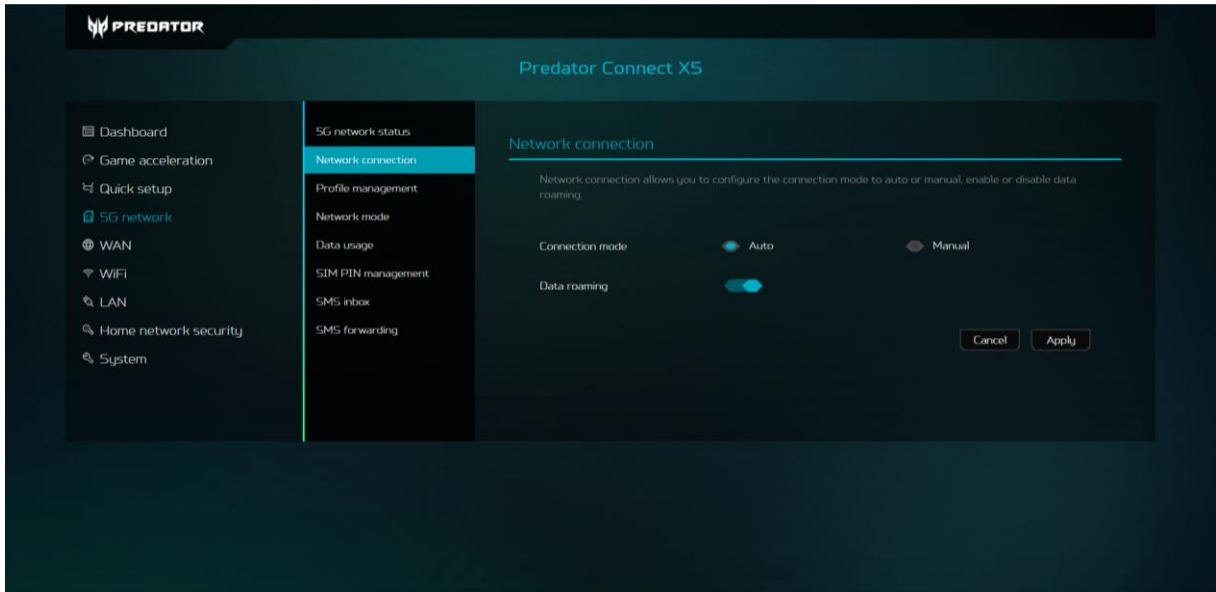 PREDATOR
Predator Connect X5
Dashboard
Game acceleration
Quick setup
5G network
WAN
WiFi
LAN
Home network security
System
5G network status
Network connection
Profile management
Network mode
Data usage
SIM PIN management
SMS inbox
SMS forwarding
Network connection
Network connection allows you to configure the connection mode to auto or manual, enable or disable data
roaming.
Connection mode Auto Manual
Data roaming
Cancel Apply